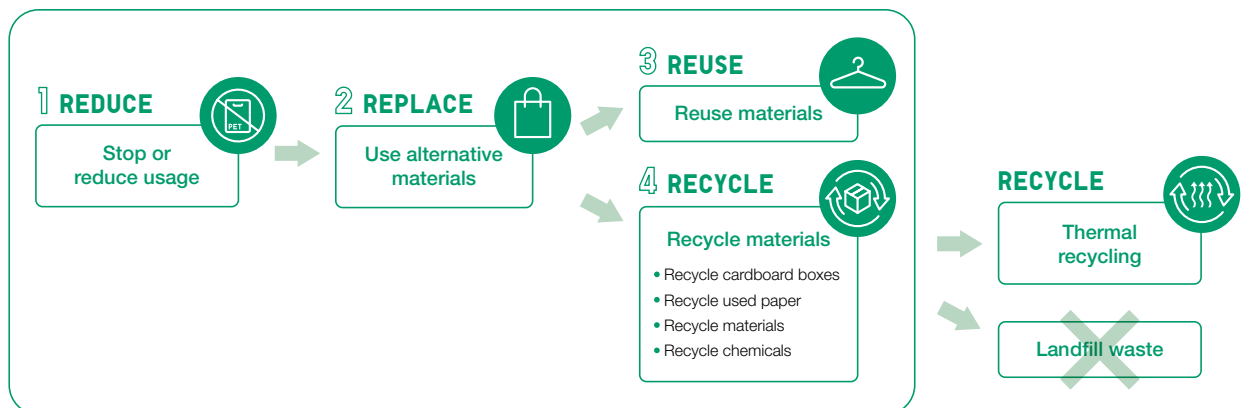 1 REDUCE
PET
Stop or
reduce usage
2 REPLACE
Use alternative
materials
3 REUSE
Reuse materials
4 RECYCLE
Recycle materials
• Recycle cardboard boxes
• Recycle used paper
• Recycle materials
• Recycle chemicals
RECYCLE
Thermal
recycling
Landfill waste